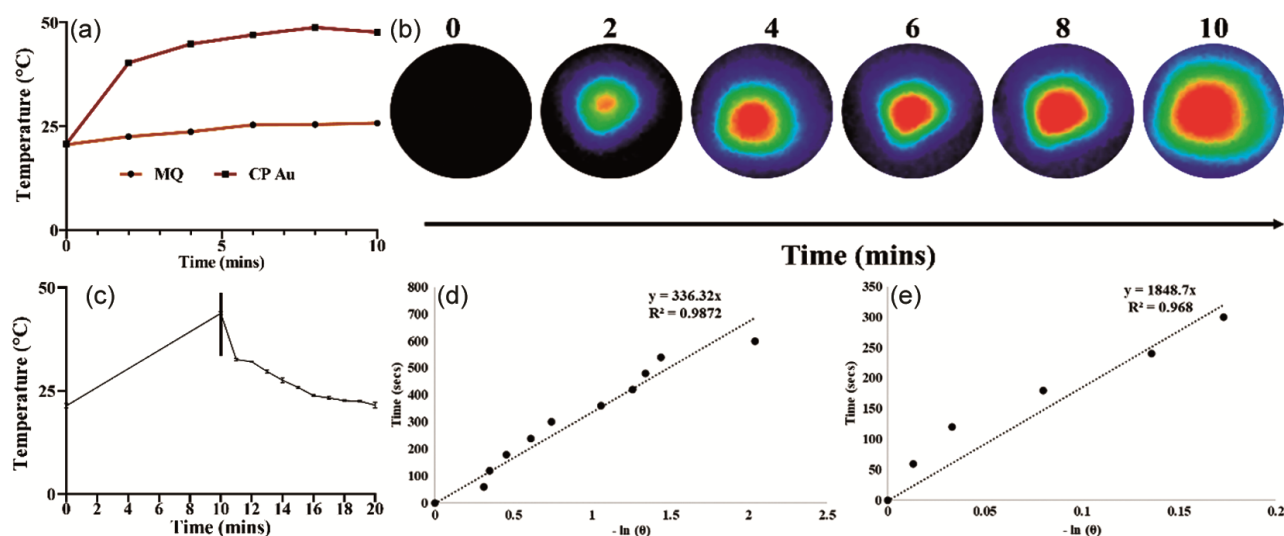 (a)
Temperature (°C)
50
25
0
0
5
10
Time (mins)
MQ
CP Au
(b)
0
2
4
6
8
10
Time (mins)
(c)
Temperature (°C)
50
25
0
0 2 4 6 8 10 12 14 16 18 20
Time (mins)
(d)
y = 336.32x
R² = 0.9872
Time (secs)
800
700
600
500
400
300
200
100
0
0
0.5
1
1.5
2
2.5
- ln (θ)
(e)
y = 1848.7x
R² = 0.968
Time (secs)
350
300
250
200
150
100
50
0
0
0.05
0.1
0.15
0.2
- ln (θ)